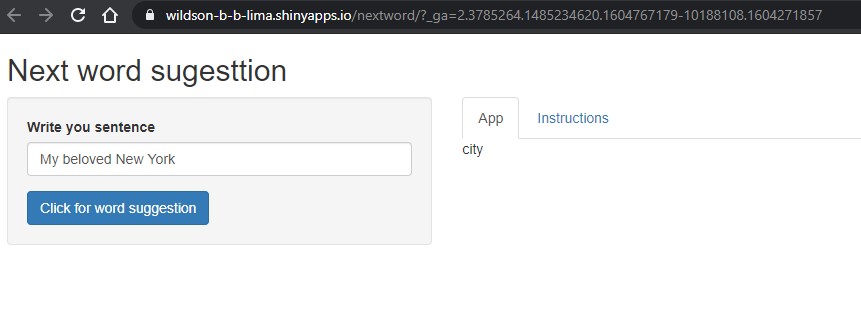 wildson-b-b-lima.shinyapps.io/nextword/?_ga=2.3785264.1485234620.1604767179-10188108.1604271857
Next word sugesttion
Write you sentence
My beloved New York
Click for word suggestion
App Instructions
city